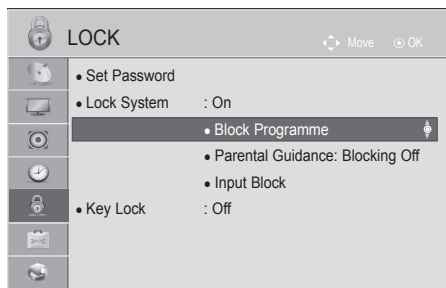 LOCK Move OK
• Set Password
• Lock System : On
• Block Programme
• Parental Guidance: Blocking Off
• Input Block
• Key Lock : Off